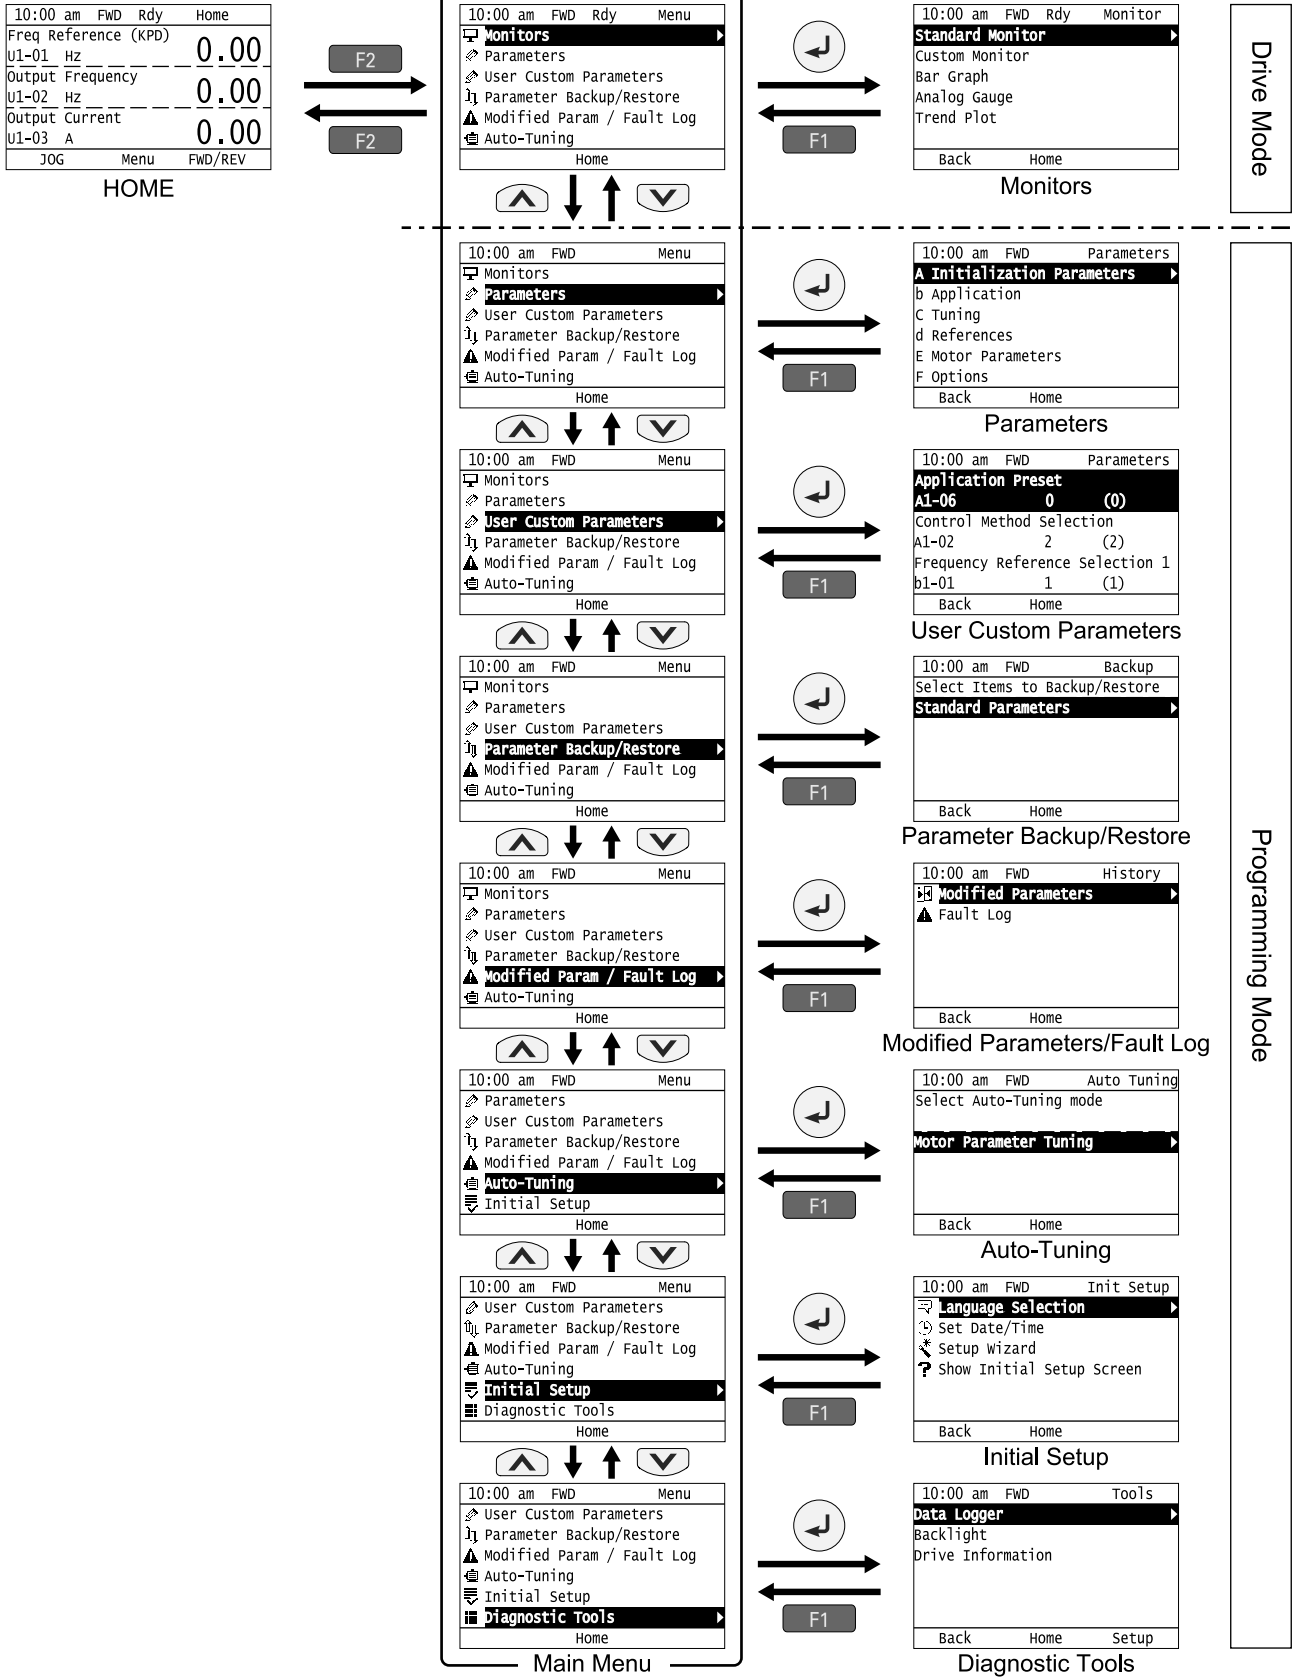 10:00 am FWD Rdy Home
Freq Reference (KPD)
U1-01 Hz 0.00
Output Frequency
U1-02 Hz 0.00
Output Current
U1-03 A 0.00
JOG Menu FWD/REV
HOME
F2
F2
10:00 am FWD Rdy Menu
Monitors
Parameters
User Custom Parameters
Parameter Backup/Restore
Modified Param / Fault Log
Auto-Tuning
Home
F1
10:00 am FWD Rdy Monitor
Standard Monitor
Custom Monitor
Bar Graph
Analog Gauge
Trend Plot
Back Home
Monitors
Drive Mode
10:00 am FWD Menu
Monitors
Parameters
User Custom Parameters
Parameter Backup/Restore
Modified Param / Fault Log
Auto-Tuning
Home
F1
10:00 am FWD Parameters
A Initialization Parameters
b Application
C Tuning
d References
E Motor Parameters
F Options
Back Home
Parameters
10:00 am FWD Menu
Monitors
Parameters
User Custom Parameters
Parameter Backup/Restore
Modified Param / Fault Log
Auto-Tuning
Home
F1
10:00 am FWD Parameters
Application Preset
A1-06 0 (0)
Control Method Selection
A1-02 2 (2)
Frequency Reference Selection 1
b1-01 1 (1)
Back Home
User Custom Parameters
10:00 am FWD Menu
Monitors
Parameters
User Custom Parameters
Parameter Backup/Restore
Modified Param / Fault Log
Auto-Tuning
Home
F1
10:00 am FWD Backup
Select Items to Backup/Restore
Standard Parameters
Back Home
Parameter Backup/Restore
10:00 am FWD Menu
Monitors
Parameters
User Custom Parameters
Parameter Backup/Restore
Modified Param / Fault Log
Auto-Tuning
Home
F1
10:00 am FWD History
Modified Parameters
Fault Log
Back Home
Modified Parameters/Fault Log
10:00 am FWD Menu
Parameters
User Custom Parameters
Parameter Backup/Restore
Modified Param / Fault Log
Auto-Tuning
Initial Setup
Home
F1
10:00 am FWD Auto Tuning
Select Auto-Tuning mode
Motor Parameter Tuning
Back Home
Auto-Tuning
10:00 am FWD Menu
User Custom Parameters
Parameter Backup/Restore
Modified Param / Fault Log
Auto-Tuning
Initial Setup
Diagnostic Tools
Home
F1
10:00 am FWD Init Setup
Language Selection
Set Date/Time
Setup Wizard
Show Initial Setup Screen
Back Home
Initial Setup
10:00 am FWD Menu
User Custom Parameters
Parameter Backup/Restore
Modified Param / Fault Log
Auto-Tuning
Initial Setup
Diagnostic Tools
Home
Main Menu
F1
10:00 am FWD Tools
Data Logger
Backlight
Drive Information
Back Home Setup
Diagnostic Tools
Programming Mode